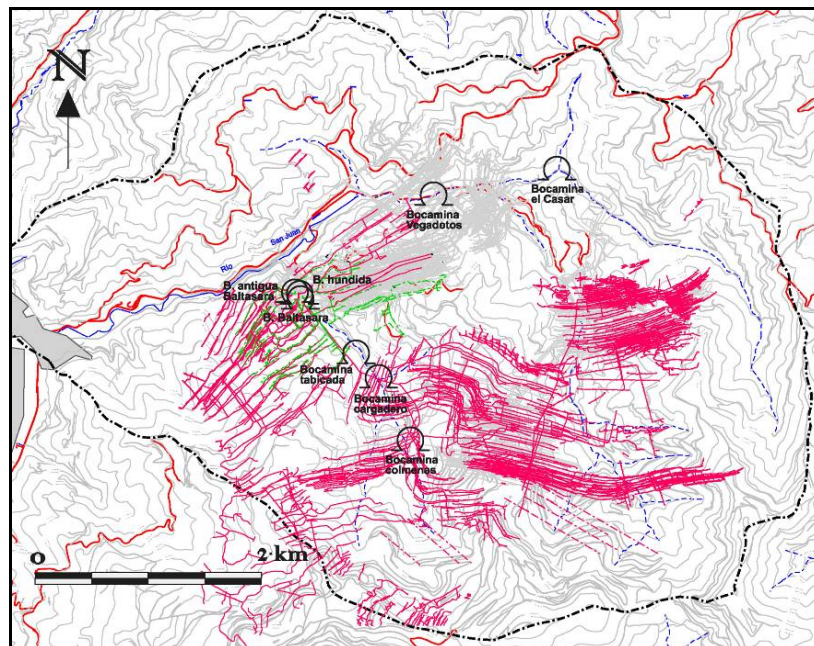 N
Bocamina
el Casar
Bocamina
Vegadotos
Río San Juan
B. antigua
Baltasara
B. hundida
B. Baltasara
Bocamina
tabicada
Bocamina
cargadero
Bocamina
colmenas
0
2 km